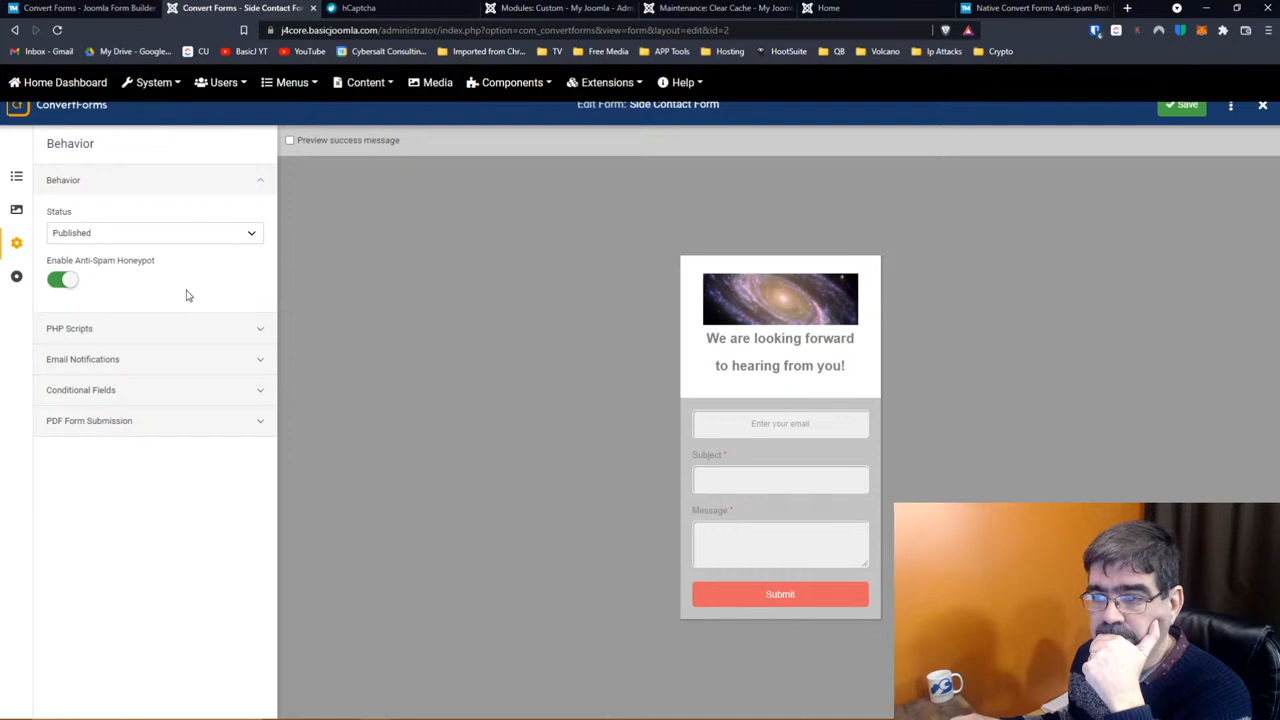 Convert Forms - Joomla Form Builder
Convert Forms - Side Contact Fo
hCaptcha
Modules: Custom - My Joomla - Adm
Maintenance: Clear Cache - My Joom
Home
Native Convert Forms Anti-spam Prot
j4core.basicjoomla.com/administrator/index.php?option=com_convertforms&view=form&layout=edit&id=2
Inbox - Gmail
My Drive - Google...
CU
BasicJ YT
YouTube
Cybersalt Consulting...
Imported from Chr...
TV
Free Media
APP Tools
Hosting
HootSuite
QB
Volcano
Ip Attacks
Crypto
Home Dashboard
System
Users
Menus
Content
Media
Components
Extensions
Help
Cf
ConvertForms
Edit Form: Side Contact Form
Save
Behavior
Preview success message
Behavior
Status
Published
Enable Anti-Spam Honeypot
PHP Scripts
Email Notifications
Conditional Fields
PDF Form Submission
We are looking forward
to hearing from you!
Enter your email
Subject *
Message *
Submit